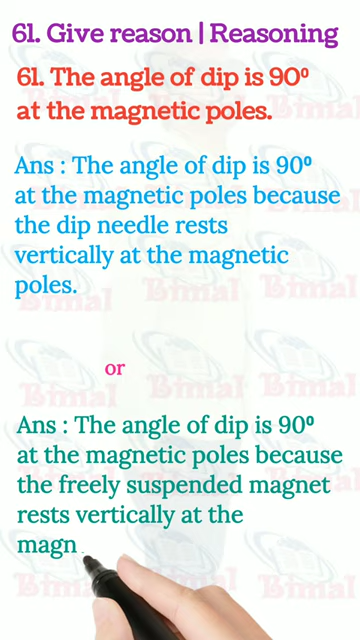 61. Give reason | Reasoning
61. The angle of dip is 90⁰
at the magnetic poles.
Ans : The angle of dip is 90⁰
at the magnetic poles because
the dip needle rests
vertically at the magnetic
poles.
or
Ans : The angle of dip is 90⁰
at the magnetic poles because
the freely suspended magnet
rests vertically at the
magn
Bimal